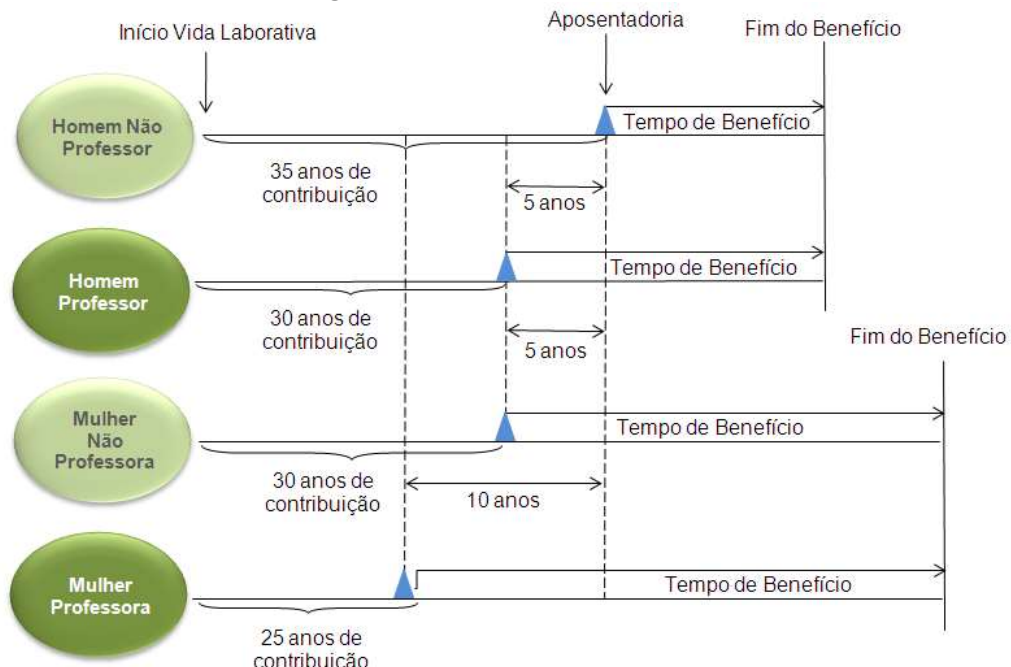 Início Vida Laborativa
Aposentadoria
Fim do Benefício
Homem Não
Professor
Tempo de Benefício
35 anos de
contribuição
5 anos
Homem
Professor
Tempo de Benefício
30 anos de
contribuição
5 anos
Fim do Benefício
Mulher
Não
Professora
Tempo de Benefício
30 anos de
contribuição
10 anos
Mulher
Professora
Tempo de Benefício
25 anos de
contribuição